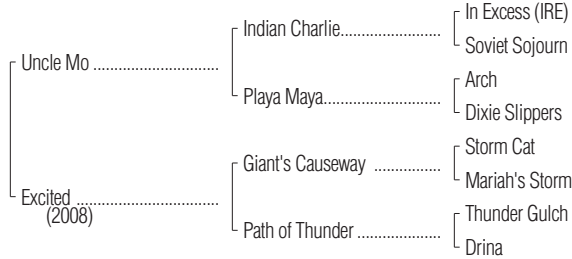 In Excess (IRE)
Indian Charlie....................
Soviet Sojourn
Uncle Mo ........................
Arch
Playa Maya.......................
Dixie Slippers
Storm Cat
Giant's Causeway .............
Mariah's Storm
Excited ............................
(2008)
Thunder Gulch
Path of Thunder ................
Drina